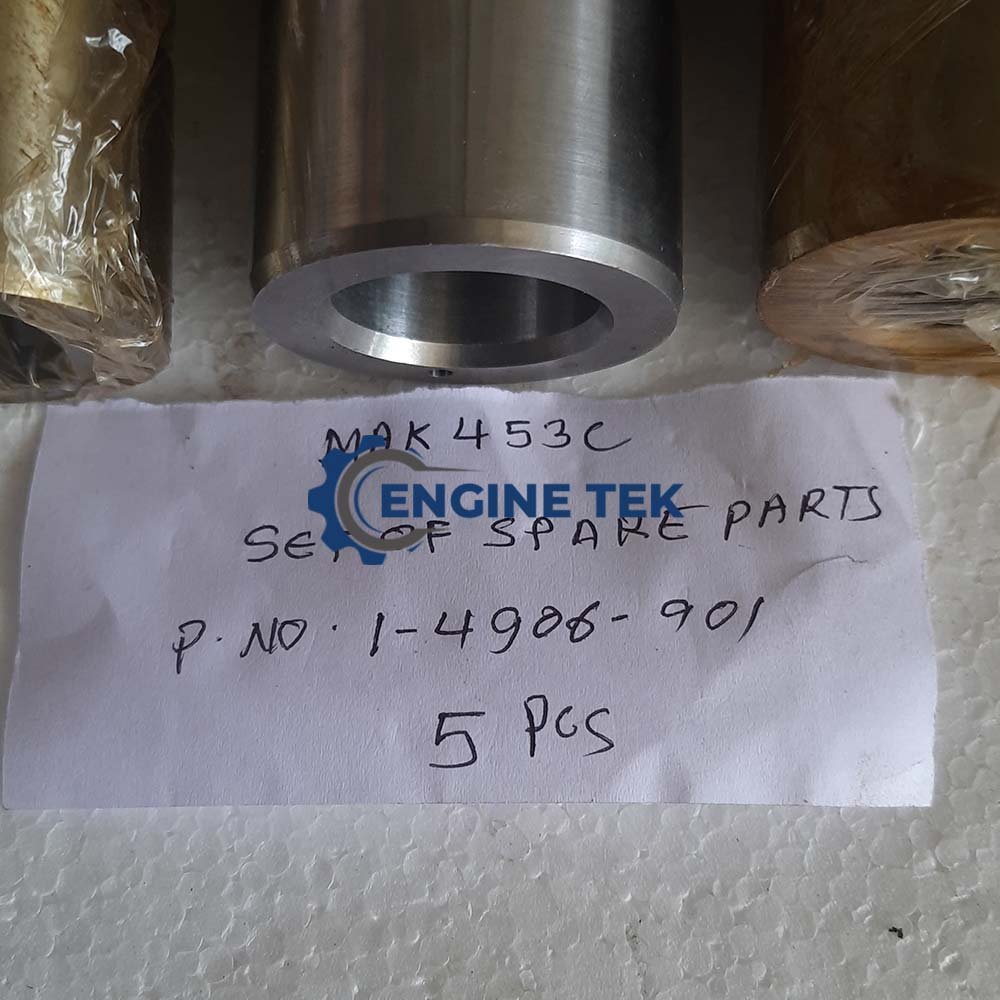 MAK 453C
ENGINE TEK
SET OF SPARE PARTS
P. NO. 1-4906-901
5 PCS